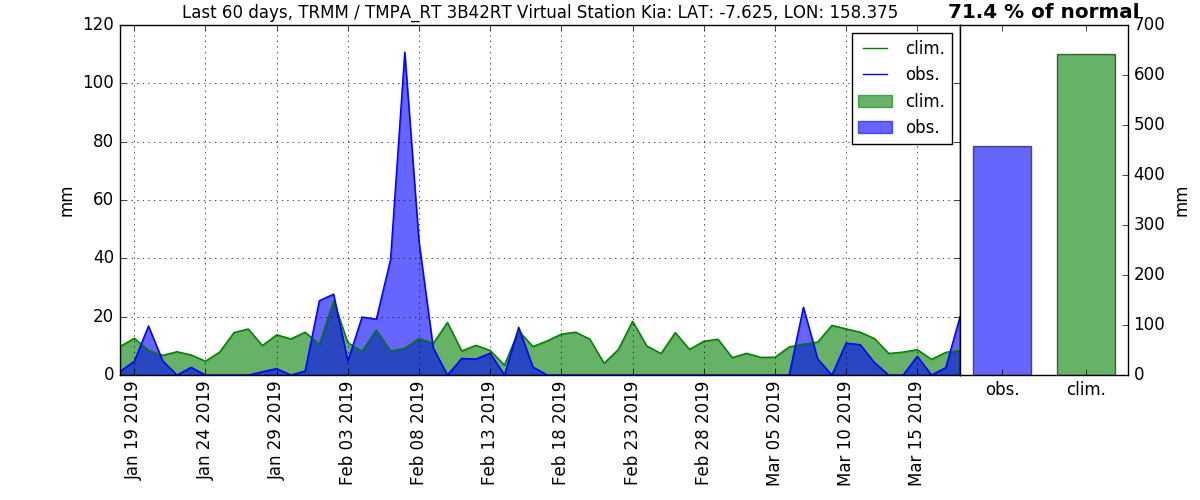 Last 60 days, TRMM / TMPA_RT 3B42RT Virtual Station Kia: LAT: -7.625, LON: 158.375
71.4 % of normal
120
100
80
60
40
20
0
mm
clim.
obs.
clim.
obs.
700
600
500
400
300
200
100
0
mm
obs.
clim.
Jan 19 2019
Jan 24 2019
Jan 29 2019
Feb 03 2019
Feb 08 2019
Feb 13 2019
Feb 18 2019
Feb 23 2019
Feb 28 2019
Mar 05 2019
Mar 10 2019
Mar 15 2019